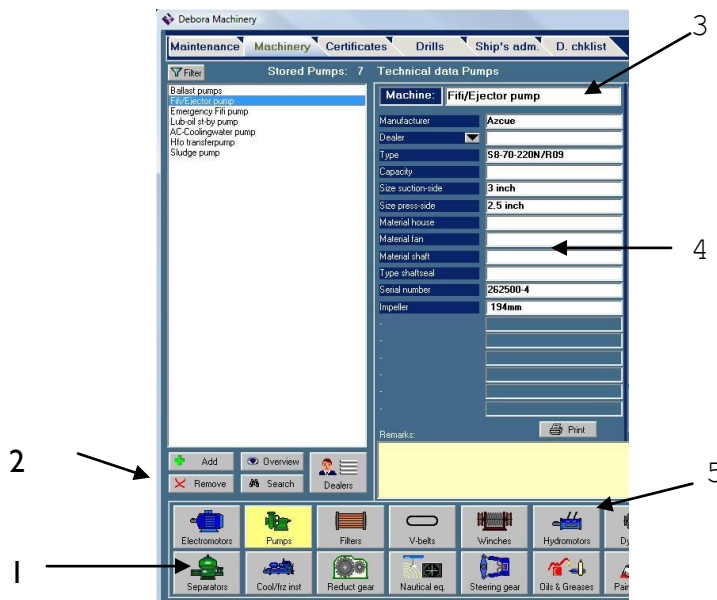 Debora Machinery
Maintenance Machinery Certificates Drills Ship's adm. D. chklist
3
Filter Stored Pumps: 7 Technical data Pumps
Ballast pumps
Fifi/Ejector pump
Emergency Fifi pump
Lub-oil st-by pump
AC-Coolingwater pump
Hfo transferpump
Sludge pump
Machine: Fifi/Ejector pump
Manufacturer Azcue
Dealer
Type S8-70-220N/R09
Capacity
Size suction-side 3 inch
Size press-side 2.5 inch
Material house
Material fan
4
Material shaft
Type shaftseal
Serial number 262500-4
Impeller 194mm
-
-
-
-
-
-
Remarks:
Print
2
Add Overview
Remove Search Dealers
5
Electromotors Pumps Filters V-belts Winches Hydromotors
1
Separators Cool/frz inst Reduct gear Nautical eq. Steering gear Oils & Greases